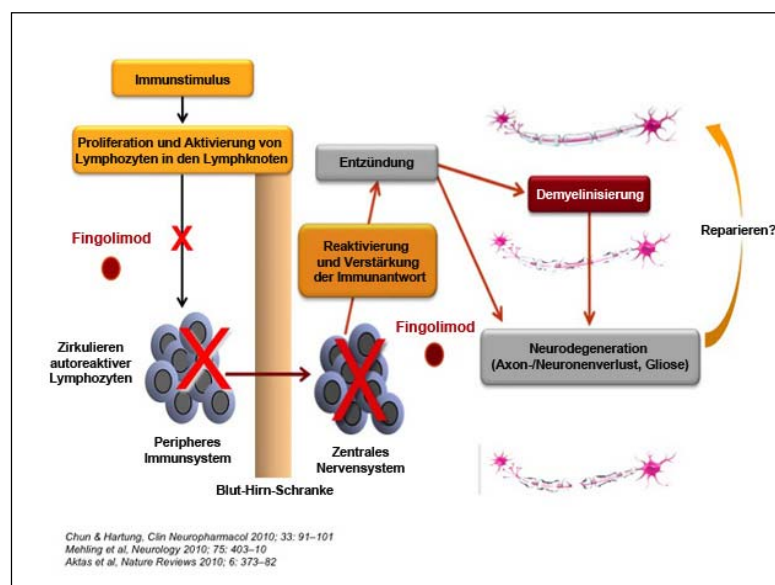 Immunstimulus
Proliferation und Aktivierung von
Lymphozyten in den Lymphknoten
Fingolimod
X
Zirkulieren
autoreaktiver
Lymphozyten
X
Peripheres
Immunsystem
Blut-Hirn-Schranke
Entzündung
Reaktivierung
und Verstärkung
der Immunantwort
Fingolimod
X
Zentrales
Nervensystem
Demyelinisierung
Reparieren?
Neurodegeneration
(Axon-/Neuronenverlust, Gliose)
Chun & Hartung, Clin Neuropharmacol 2010; 33: 91–101
Mehling et al, Neurology 2010; 75: 403–10
Aktas et al, Nature Reviews 2010; 6: 373–82